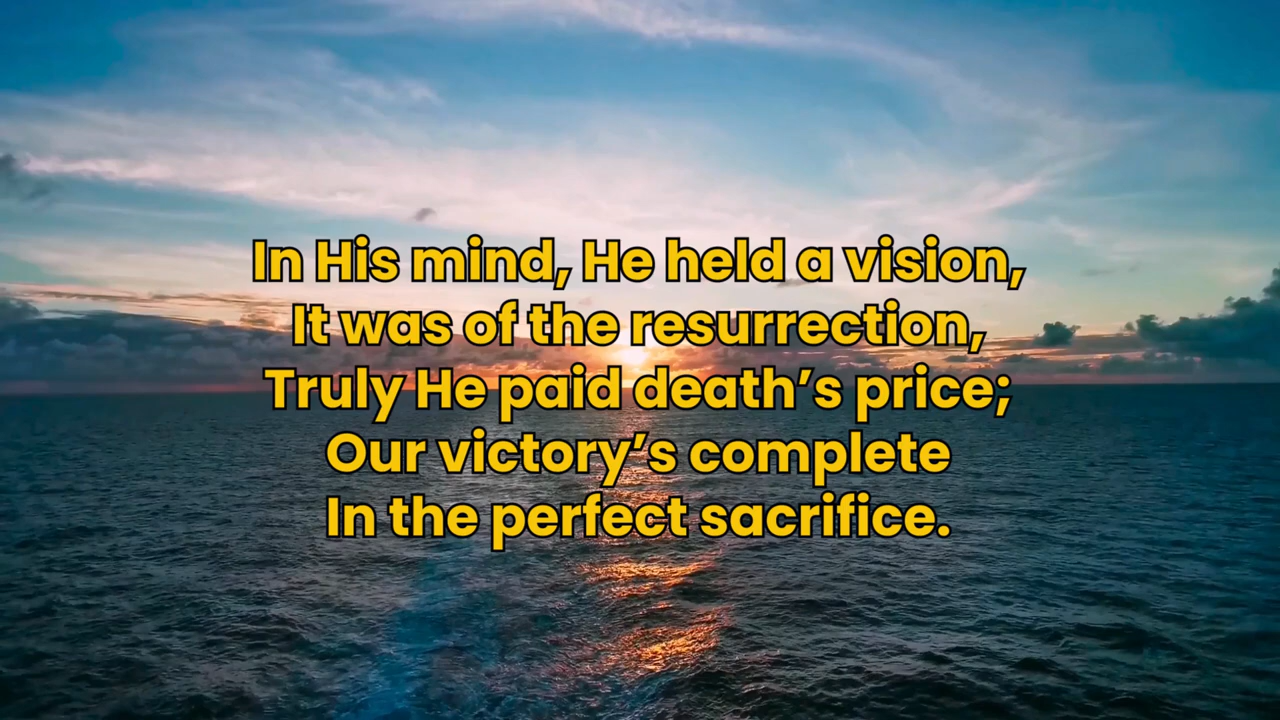 In His mind, He held a vision,
It was of the resurrection,
Truly He paid death’s price;
Our victory’s complete
In the perfect sacrifice.